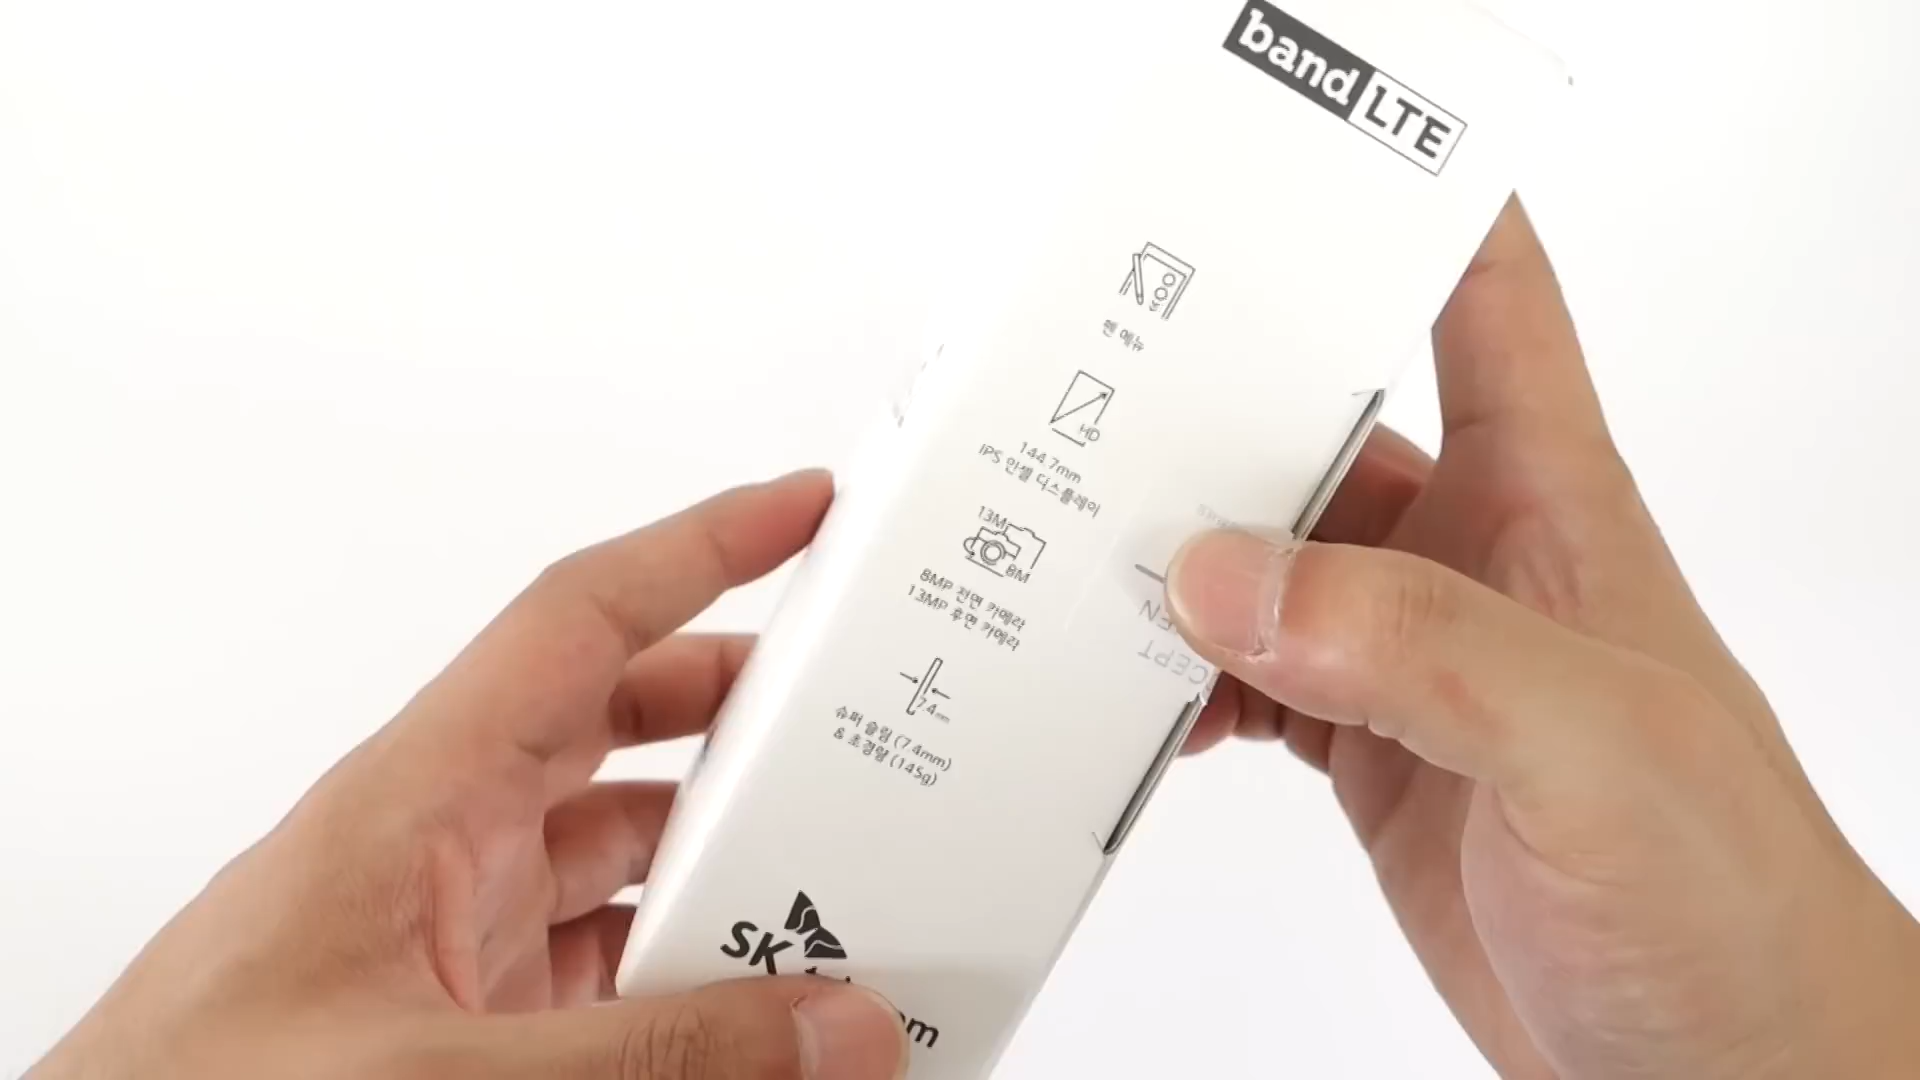 band LTE
펜 메뉴
HD
144.7mm
IPS 인셀 디스플레이
13M
8M
8MP 전면 카메라
13MP 후면 카메라
7.4mm
슈퍼 슬림 (7.4mm)
& 초경량 (145g)
SK